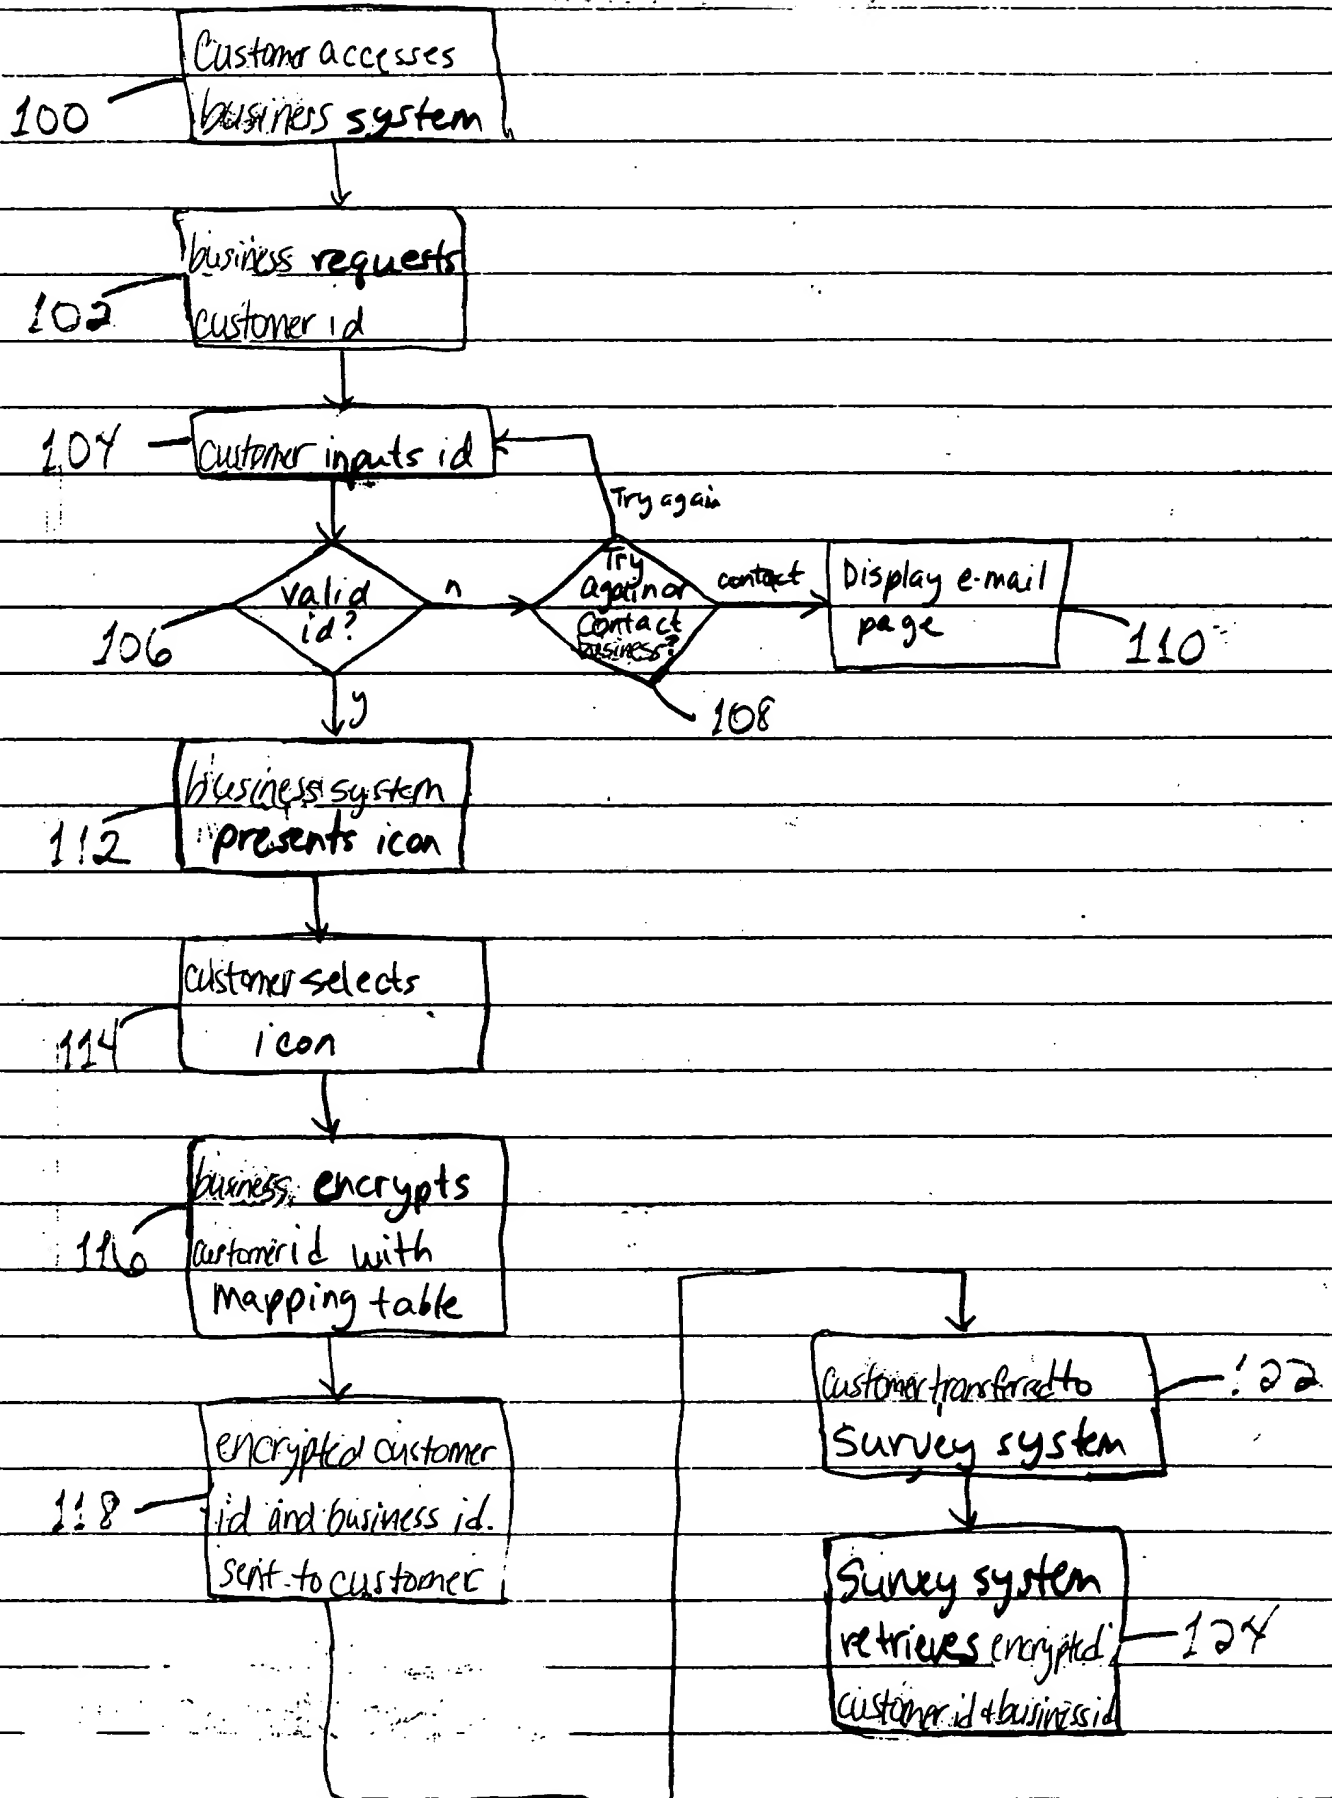 Customer accesses
business system
100
business requests
customer id
102
customer inputs id
104
Try again
valid
id?
106
n
Try
again or
contact
business?
108
contact
Display e-mail
page
110
y
business system
presents icon
112
customer selects
icon
114
business encrypts
customer id with
mapping table
116
encrypted customer
id and business id.
sent to customer
118
customer transferred to
survey system
122
Survey system
retrieves encrypted
customer id & business id
124